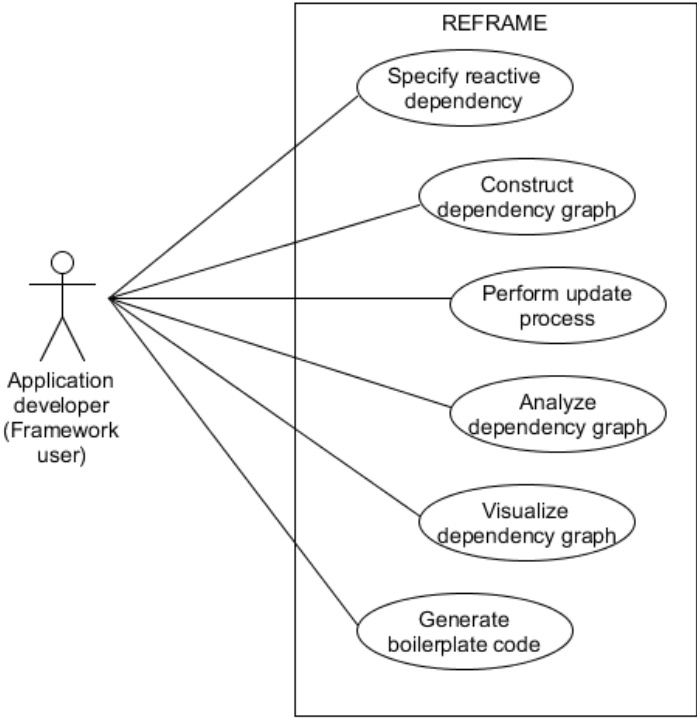 REFRAME
Specify reactive
dependency
Construct
dependency graph
Perform update
process
Application
developer
(Framework
user)
Analyze
dependency graph
Visualize
dependency graph
Generate
boilerplate code